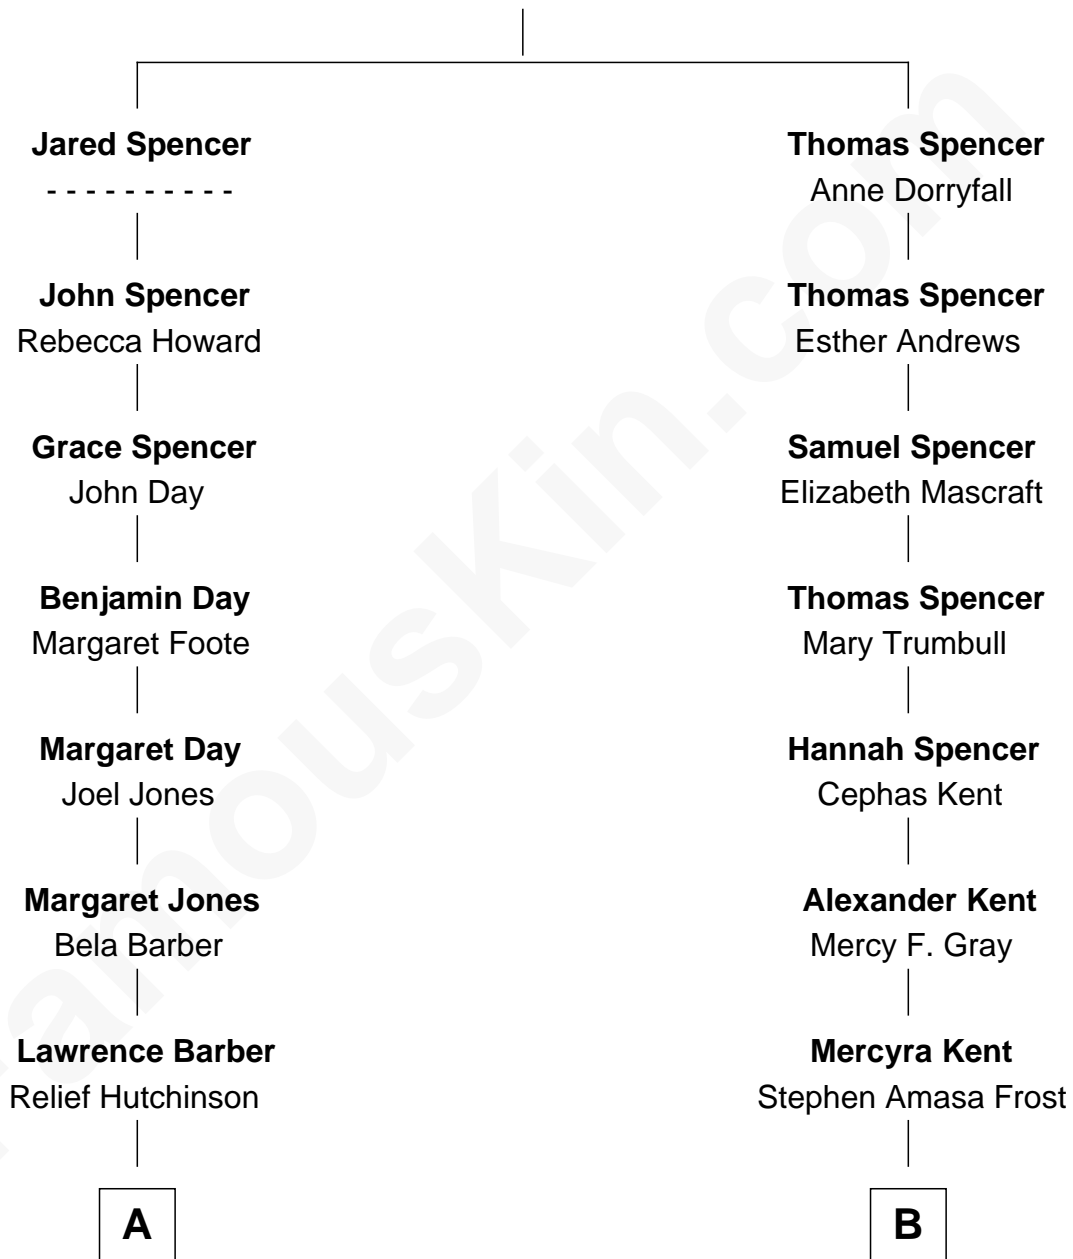 Jared Spencer
- - - - - - - - - -
John Spencer
Rebecca Howard
Grace Spencer
John Day
Benjamin Day
Margaret Foote
Margaret Day
Joel Jones
Margaret Jones
Bela Barber
Lawrence Barber
Relief Hutchinson
A
Thomas Spencer
Anne Dorryfall
Thomas Spencer
Esther Andrews
Samuel Spencer
Elizabeth Mascraft
Thomas Spencer
Mary Trumbull
Hannah Spencer
Cephas Kent
Alexander Kent
Mercy F. Gray
Mercyra Kent
Stephen Amasa Frost
B
FamousKin.com